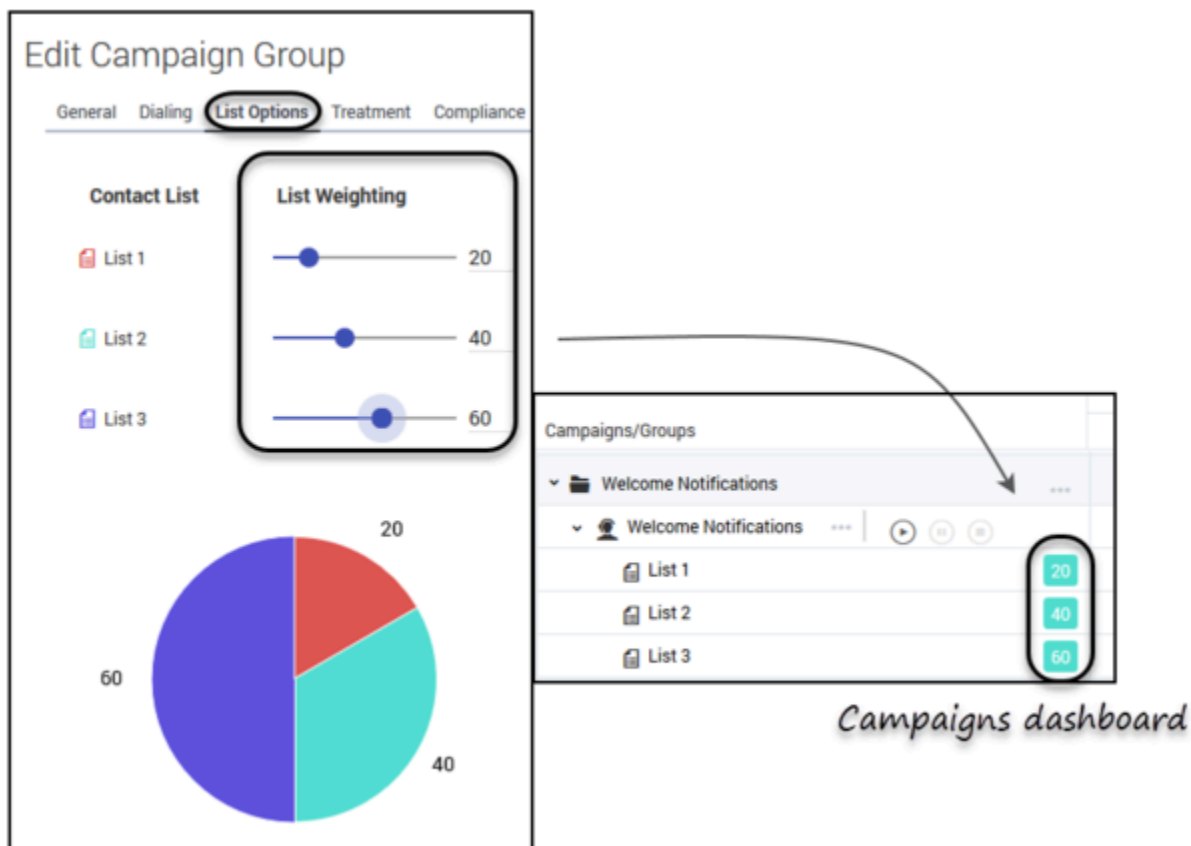 Edit Campaign Group
General Dialing List Options Treatment Compliance
Contact List List Weighting
List 1 20
List 2 40
List 3 60
20
60
40
Campaigns/Groups
Welcome Notifications ...
Welcome Notifications ...
List 1 20
List 2 40
List 3 60
Campaigns dashboard